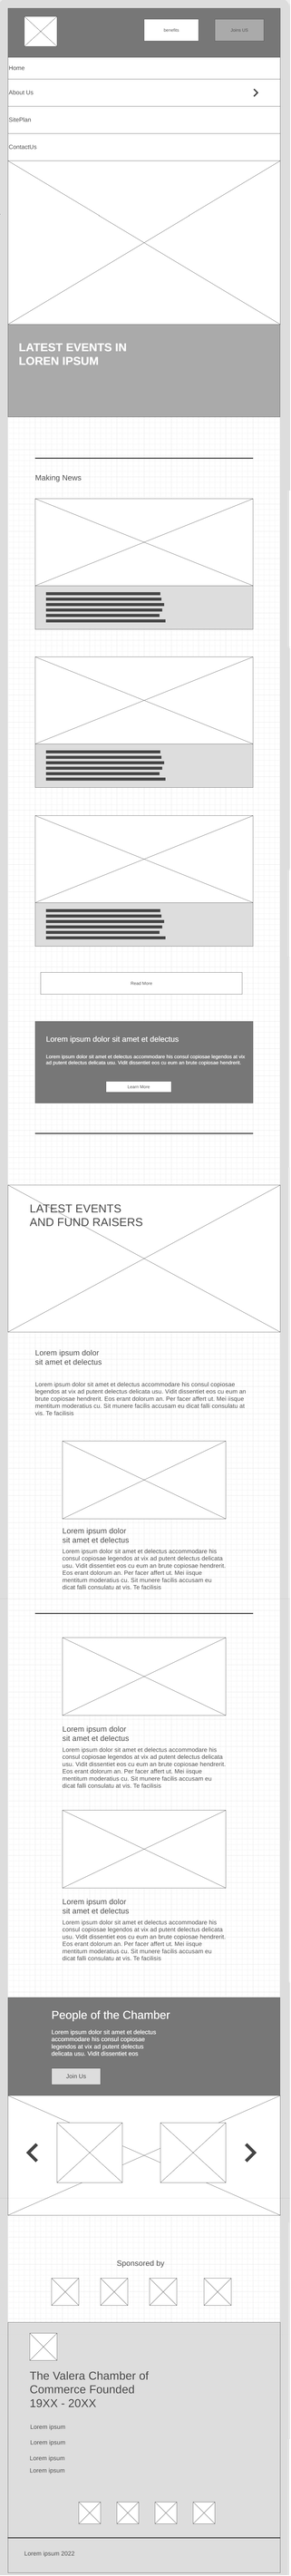 benefits
Joins US
Home
About Us
SitePlan
ContactUs
LATEST EVENTS IN
LOREN IPSUM
Making News
Read More
Lorem ipsum dolor sit amet et delectus
Lorem ipsum dolor sit amet et delectus accommodare his consul copiosae legendos at vix
ad putent delectus delicata usu. Vidit dissentiet eos cu eum an brute copiosae hendrerit.
Learn More
LATEST EVENTS
AND FUND RAISERS
Lorem ipsum dolor
sit amet et delectus
Lorem ipsum dolor sit amet et delectus accommodare his consul copiosae
legendos at vix ad putent delectus delicata usu. Vidit dissentiet eos cu eum an
brute copiosae hendrerit. Eos erant dolorum an. Per facer affert ut. Mei iisque
mentitum moderatius cu. Sit munere facilis accusam eu dicat falli consulatu at
vis. Te facilisis
Lorem ipsum dolor
sit amet et delectus
Lorem ipsum dolor sit amet et delectus accommodare his
consul copiosae legendos at vix ad putent delectus delicata
usu. Vidit dissentiet eos cu eum an brute copiosae hendrerit.
Eos erant dolorum an. Per facer affert ut. Mei iisque
mentitum moderatius cu. Sit munere facilis accusam eu
dicat falli consulatu at vis. Te facilisis
Lorem ipsum dolor
sit amet et delectus
Lorem ipsum dolor sit amet et delectus accommodare his
consul copiosae legendos at vix ad putent delectus delicata
usu. Vidit dissentiet eos cu eum an brute copiosae hendrerit.
Eos erant dolorum an. Per facer affert ut. Mei iisque
mentitum moderatius cu. Sit munere facilis accusam eu
dicat falli consulatu at vis. Te facilisis
Lorem ipsum dolor
sit amet et delectus
Lorem ipsum dolor sit amet et delectus accommodare his
consul copiosae legendos at vix ad putent delectus delicata
usu. Vidit dissentiet eos cu eum an brute copiosae hendrerit.
Eos erant dolorum an. Per facer affert ut. Mei iisque
mentitum moderatius cu. Sit munere facilis accusam eu
dicat falli consulatu at vis. Te facilisis
People of the Chamber
Lorem ipsum dolor sit amet et delectus
accommodare his consul copiosae
legendos at vix ad putent delectus
delicata usu. Vidit dissentiet eos
Join Us
Sponsored by
The Valera Chamber of
Commerce Founded
19XX - 20XX
Lorem ipsum
Lorem ipsum
Lorem ipsum
Lorem ipsum
Lorem ipsum 2022